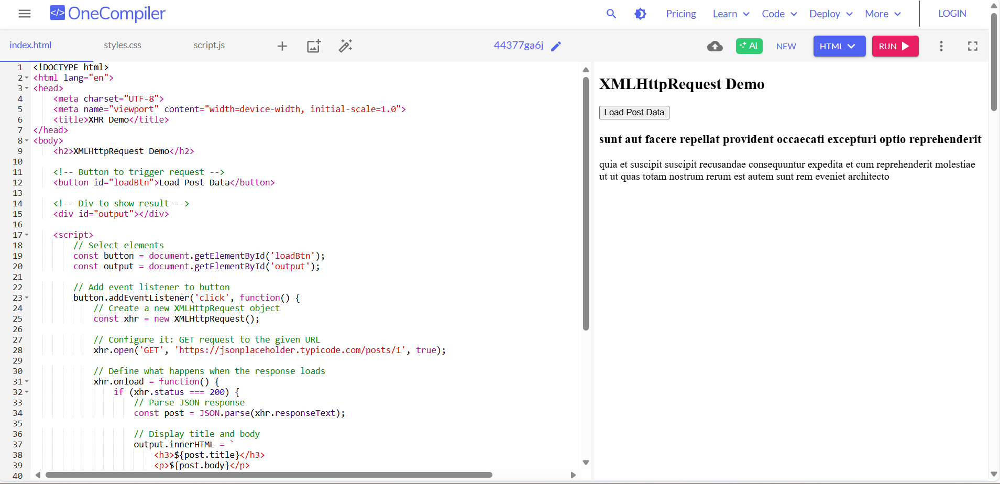 </> OneCompiler
Pricing Learn Code Deploy More LOGIN
index.html styles.css script.js 44377ga6j AI NEW HTML RUN
1 <!DOCTYPE html>
2 <html lang="en">
3 <head>
4 <meta charset="UTF-8">
5 <meta name="viewport" content="width=device-width, initial-scale=1.0">
6 <title>XHR Demo</title>
7 </head>
8 <body>
9 <h2>XMLHttpRequest Demo</h2>
10
11 <!-- Button to trigger request -->
12 <button id="loadBtn">Load Post Data</button>
13
14 <!-- Div to show result -->
15 <div id="output"></div>
16
17 <script>
18 // Select elements
19 const button = document.getElementById('loadBtn');
20 const output = document.getElementById('output');
21
22 // Add event listener to button
23 button.addEventListener('click', function() {
24 // Create a new XMLHttpRequest object
25 const xhr = new XMLHttpRequest();
26
27 // Configure it: GET request to the given URL
28 xhr.open('GET', 'https://jsonplaceholder.typicode.com/posts/1', true);
29
30 // Define what happens when the response loads
31 xhr.onload = function() {
32 if (xhr.status === 200) {
33 // Parse JSON response
34 const post = JSON.parse(xhr.responseText);
35
36 // Display title and body
37 output.innerHTML = `
38 <h3>${post.title}</h3>
39 <p>${post.body}</p>
40
XMLHttpRequest Demo
Load Post Data
sunt aut facere repellat provident occaecati excepturi optio reprehenderit
quia et suscipit suscipit recusandae consequuntur expedita et cum reprehenderit molestiae
ut ut quas totam nostrum rerum est autem sunt rem eveniet architecto